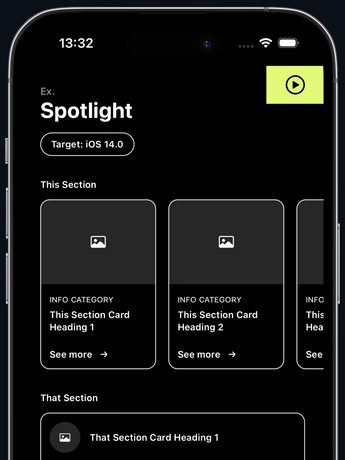 13:32
Ex.
Spotlight
Target: iOS 14.0
This Section
INFO CATEGORY
This Section Card
Heading 1
See more
INFO CATEGORY
This Section Card
Heading 2
See more
INFO
This
Hea
See
That Section
That Section Card Heading 1